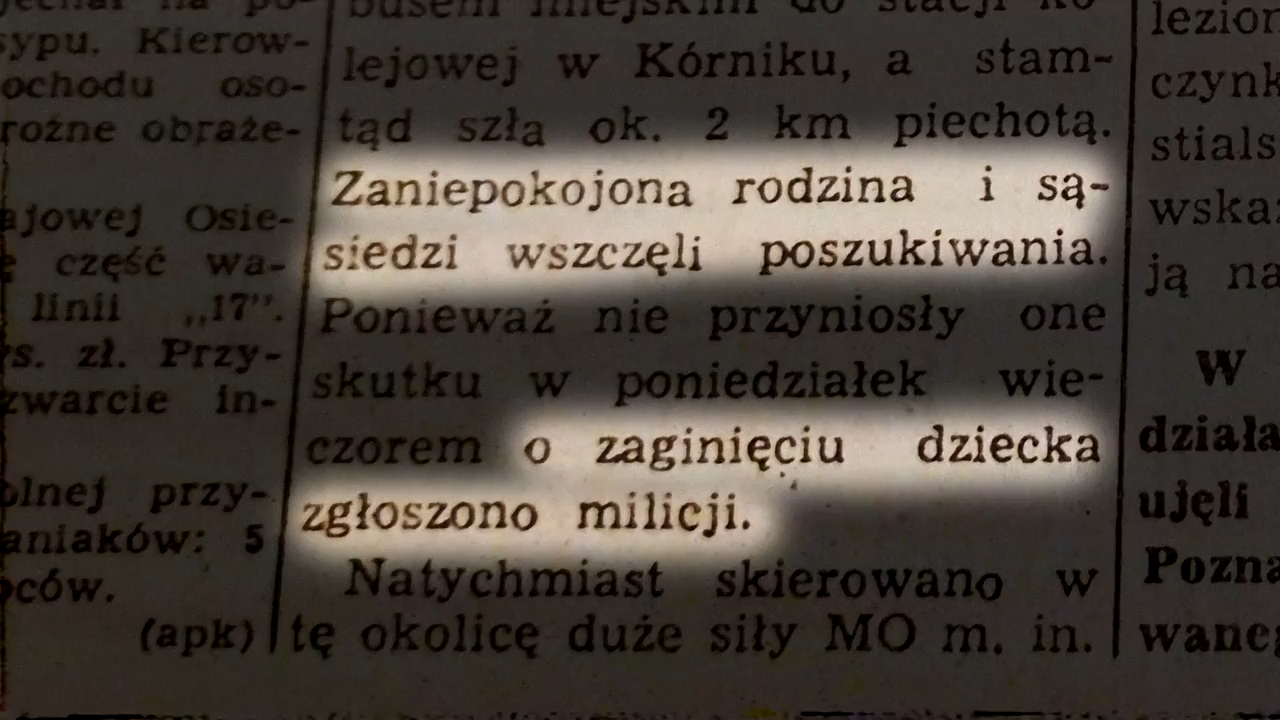 sypu. Kierow-
ochodu oso-
rożne obraże-
ajowej Osie-
część wa-
linii „17".
rs. zł. Przy-
zwarcie in-
olnej przy-
aniaków: 5
oców.
(apk)
busem miejskim do stacji ko-
lejowej w Kórniku, a stam-
tąd szła ok. 2 km piechotą.
Zaniepokojona rodzina i są-
siedzi wszczęli poszukiwania.
Ponieważ nie przyniosły one
skutku w poniedziałek wie-
czorem o zaginięciu dziecka
zgłoszono milicji.
Natychmiast skierowano w
tę okolicę duże siły MO m. in.
lezion
czynk
stials
wska
ją na
W
działa
ujęli
Pozna
waneg